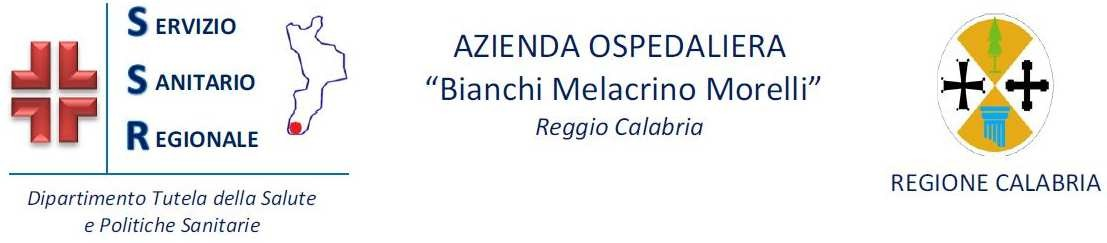 SERVIZIO
SANITARIO
REGIONALE
Dipartimento Tutela della Salute
e Politiche Sanitarie
AZIENDA OSPEDALIERA
“Bianchi Melacrino Morelli”
Reggio Calabria
REGIONE CALABRIA